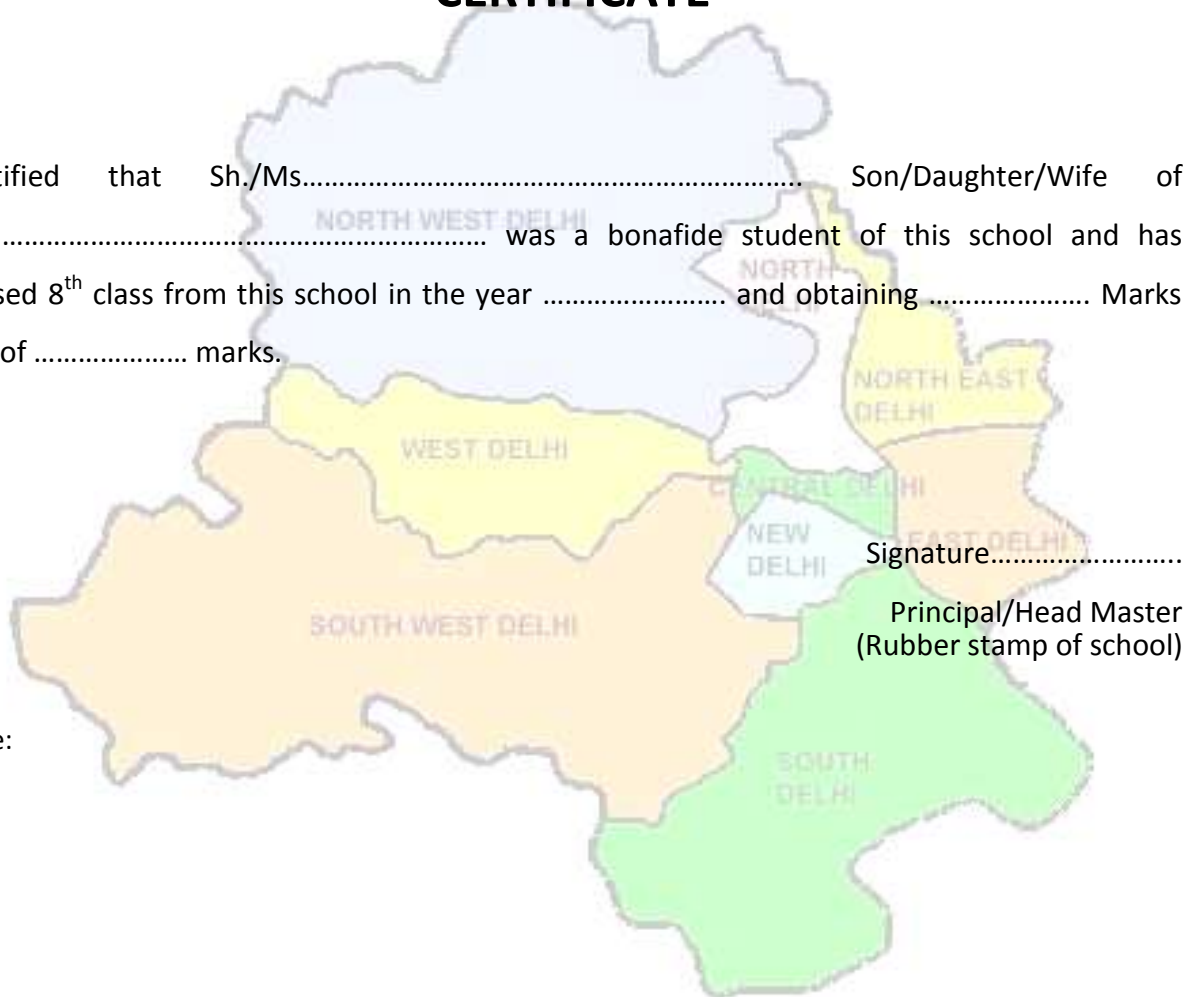 CERTIFICATE
tified that Sh./Ms……………………………………………………………………….. Son/Daughter/Wife of
…………………………………………………………………… was a bonafide student of this school and has
sed 8th class from this school in the year ……………………. and obtaining ………………… Marks
of ………………… marks.
NORTH WEST DELHI
NORTH
DELHI
NORTH EAST
DELHI
WEST DELHI
CENTRAL DELHI
NEW
DELHI
EAST DELHI
Signature……………………..
SOUTH WEST DELHI
Principal/Head Master
(Rubber stamp of school)
e:
SOUTH
DELHI